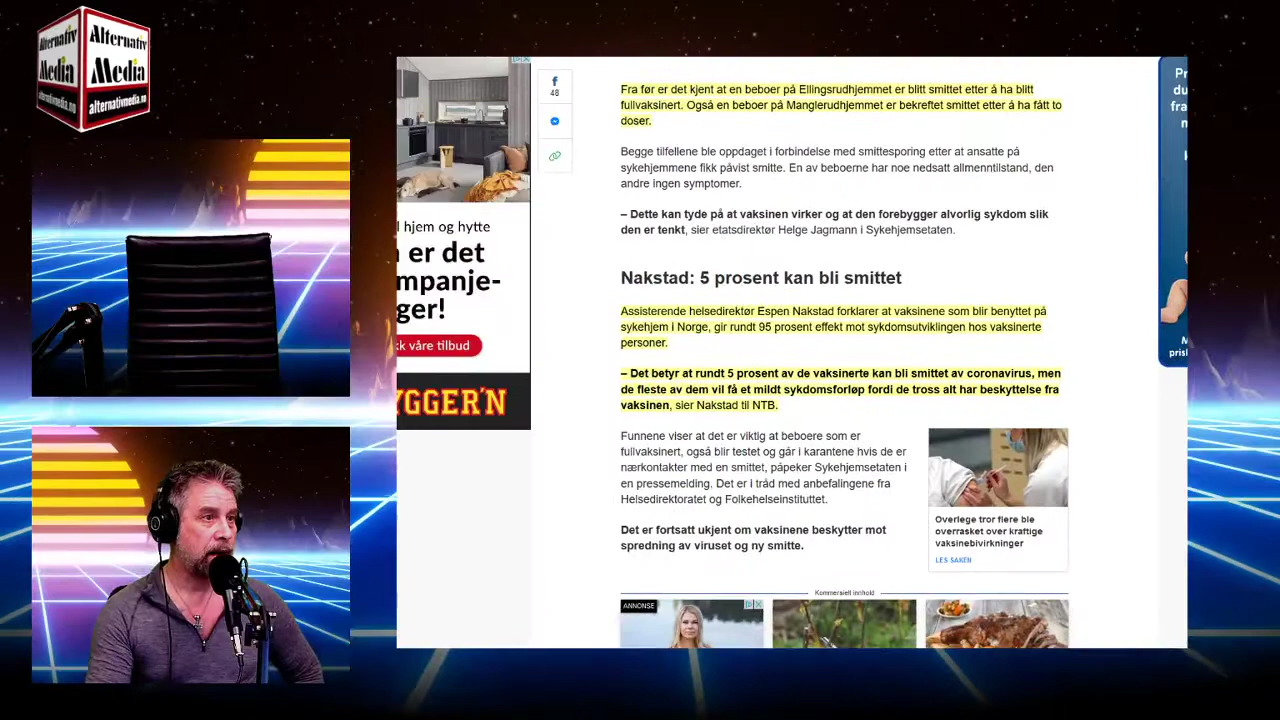 Alternativ
Media
Alternativ
Media
alternativmedia.no
48
Fra før er det kjent at en beboer på Ellingsrudhjemmet er blitt smittet etter å ha blitt
fullvaksinert. Også en beboer på Manglerudhjemmet er bekreftet smittet etter å ha fått to
doser.
Begge tilfellene ble oppdaget i forbindelse med smittesporing etter at ansatte på
sykehjemmene fikk påvist smitte. En av beboerne har noe nedsatt allmenntilstand, den
andre ingen symptomer.
– Dette kan tyde på at vaksinen virker og at den forebygger alvorlig sykdom slik
den er tenkt, sier etatsdirektør Helge Jagmann i Sykehjemsetaten.
Nakstad: 5 prosent kan bli smittet
Assisterende helsedirektør Espen Nakstad forklarer at vaksinene som blir benyttet på
sykehjem i Norge, gir rundt 95 prosent effekt mot sykdomsutviklingen hos vaksinerte
personer.
– Det betyr at rundt 5 prosent av de vaksinerte kan bli smittet av coronavirus, men
de fleste av dem vil få et mildt sykdomsforløp fordi de tross alt har beskyttelse fra
vaksinen, sier Nakstad til NTB.
Funnene viser at det er viktig at beboere som er
fullvaksinert, også blir testet og går i karantene hvis de er
nærkontakter med en smittet, påpeker Sykehjemsetaten i
en pressemelding. Det er i tråd med anbefalingene fra
Helsedirektoratet og Folkehelseinstituttet.
Det er fortsatt ukjent om vaksinene beskytter mot
spredning av viruset og ny smitte.
Overlege tror flere ble
overrasket over kraftige
vaksinebivirkninger
LES SAKEN
Kommersielt innhold
ANNONSE
l hjem og hytte
er det
mpanje-
ger!
kk våre tilbud
YGGER'N
Pr
du
fra
M
prisl